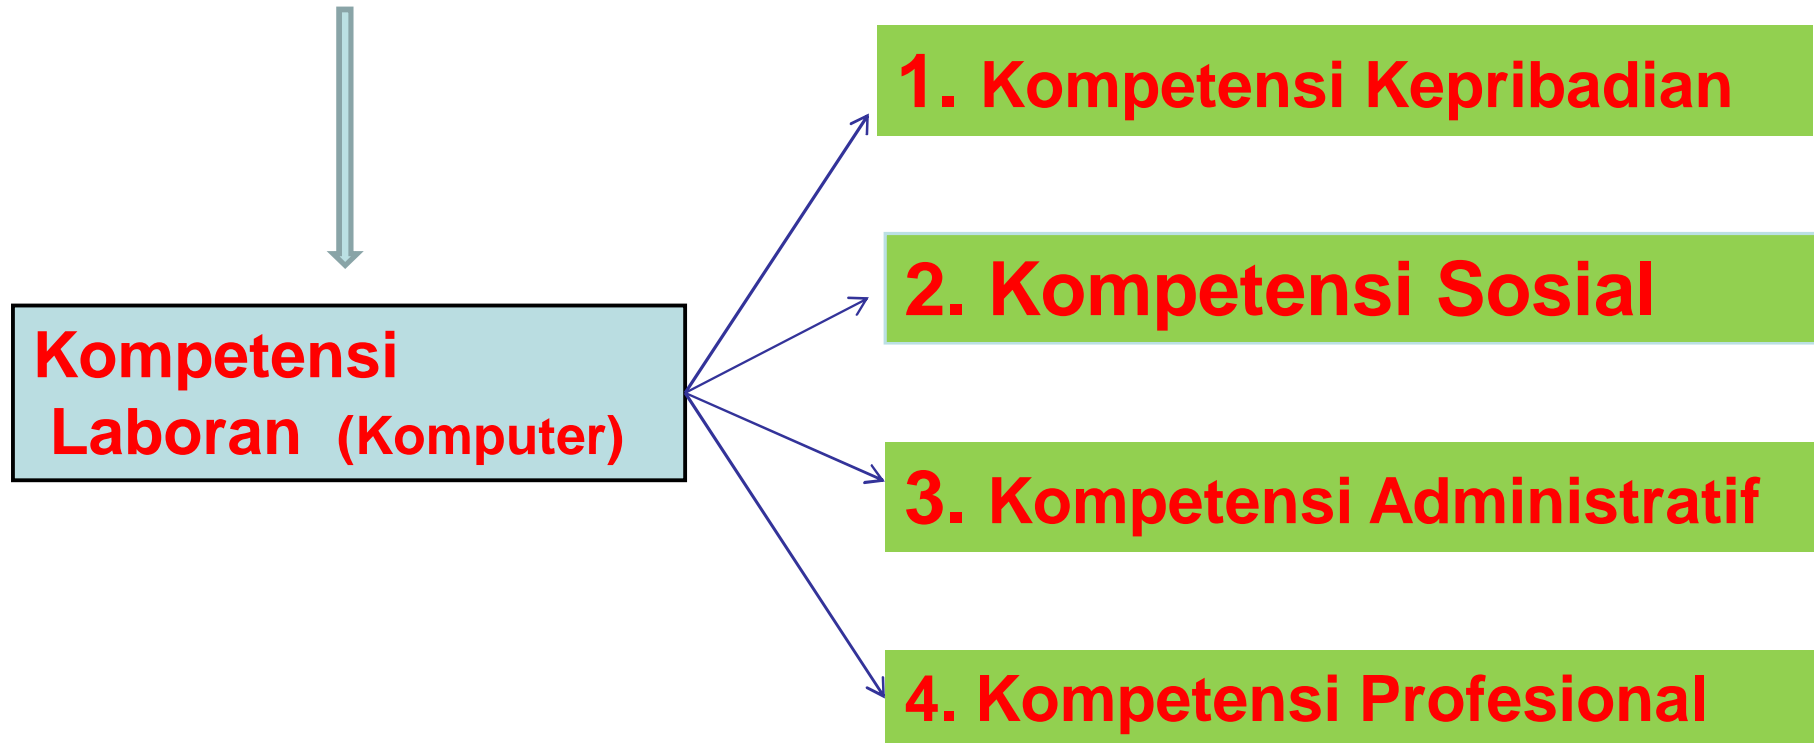 Kompetensi
Laboran (Komputer)
1. Kompetensi Kepribadian
2. Kompetensi Sosial
3. Kompetensi Administratif
4. Kompetensi Profesional